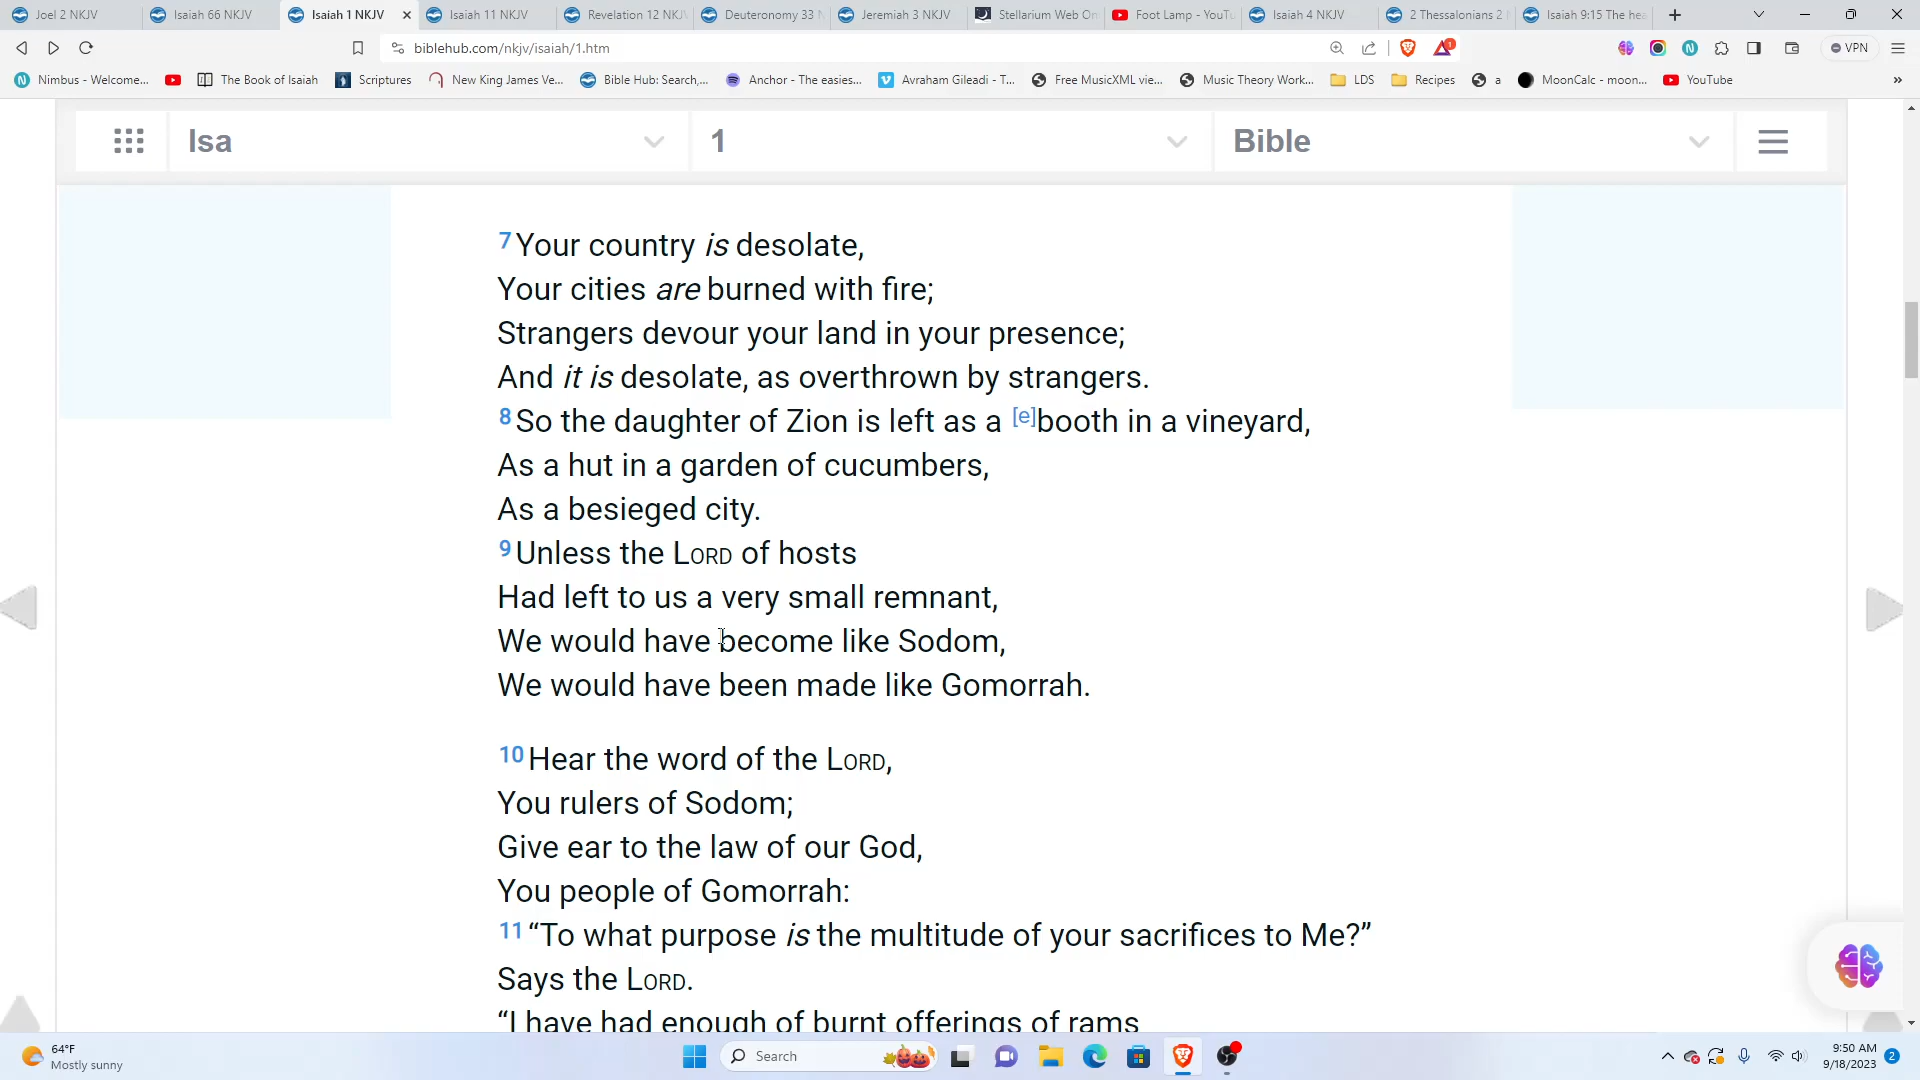 Joel 2 NKJV
Isaiah 66 NKJV
Isaiah 1 NKJV
Isaiah 11 NKJV
Revelation 12 NKJV
Deuteronomy 33
Jeremiah 3 NKJV
Stellarium Web On
Foot Lamp - YouTu
Isaiah 4 NKJV
2 Thessalonians 2
Isaiah 9:15 The hea
biblehub.com/nkjv/isaiah/1.htm
1
VPN
Nimbus - Welcome...
The Book of Isaiah
Scriptures
New King James Ve...
Bible Hub: Search,...
Anchor - The easies...
Avraham Gileadi - T...
Free MusicXML vie...
Music Theory Work...
LDS
Recipes
a
MoonCalc - moon...
YouTube
Isa
1
Bible
7 Your country is desolate,
Your cities are burned with fire;
Strangers devour your land in your presence;
And it is desolate, as overthrown by strangers.
8 So the daughter of Zion is left as a [e]booth in a vineyard,
As a hut in a garden of cucumbers,
As a besieged city.
9 Unless the LORD of hosts
Had left to us a very small remnant,
We would have become like Sodom,
We would have been made like Gomorrah.
10 Hear the word of the LORD,
You rulers of Sodom;
Give ear to the law of our God,
You people of Gomorrah:
11 “To what purpose is the multitude of your sacrifices to Me?”
Says the LORD.
“I have had enough of burnt offerings of rams
64°F
Mostly sunny
Search
9:50 AM
9/18/2023
2